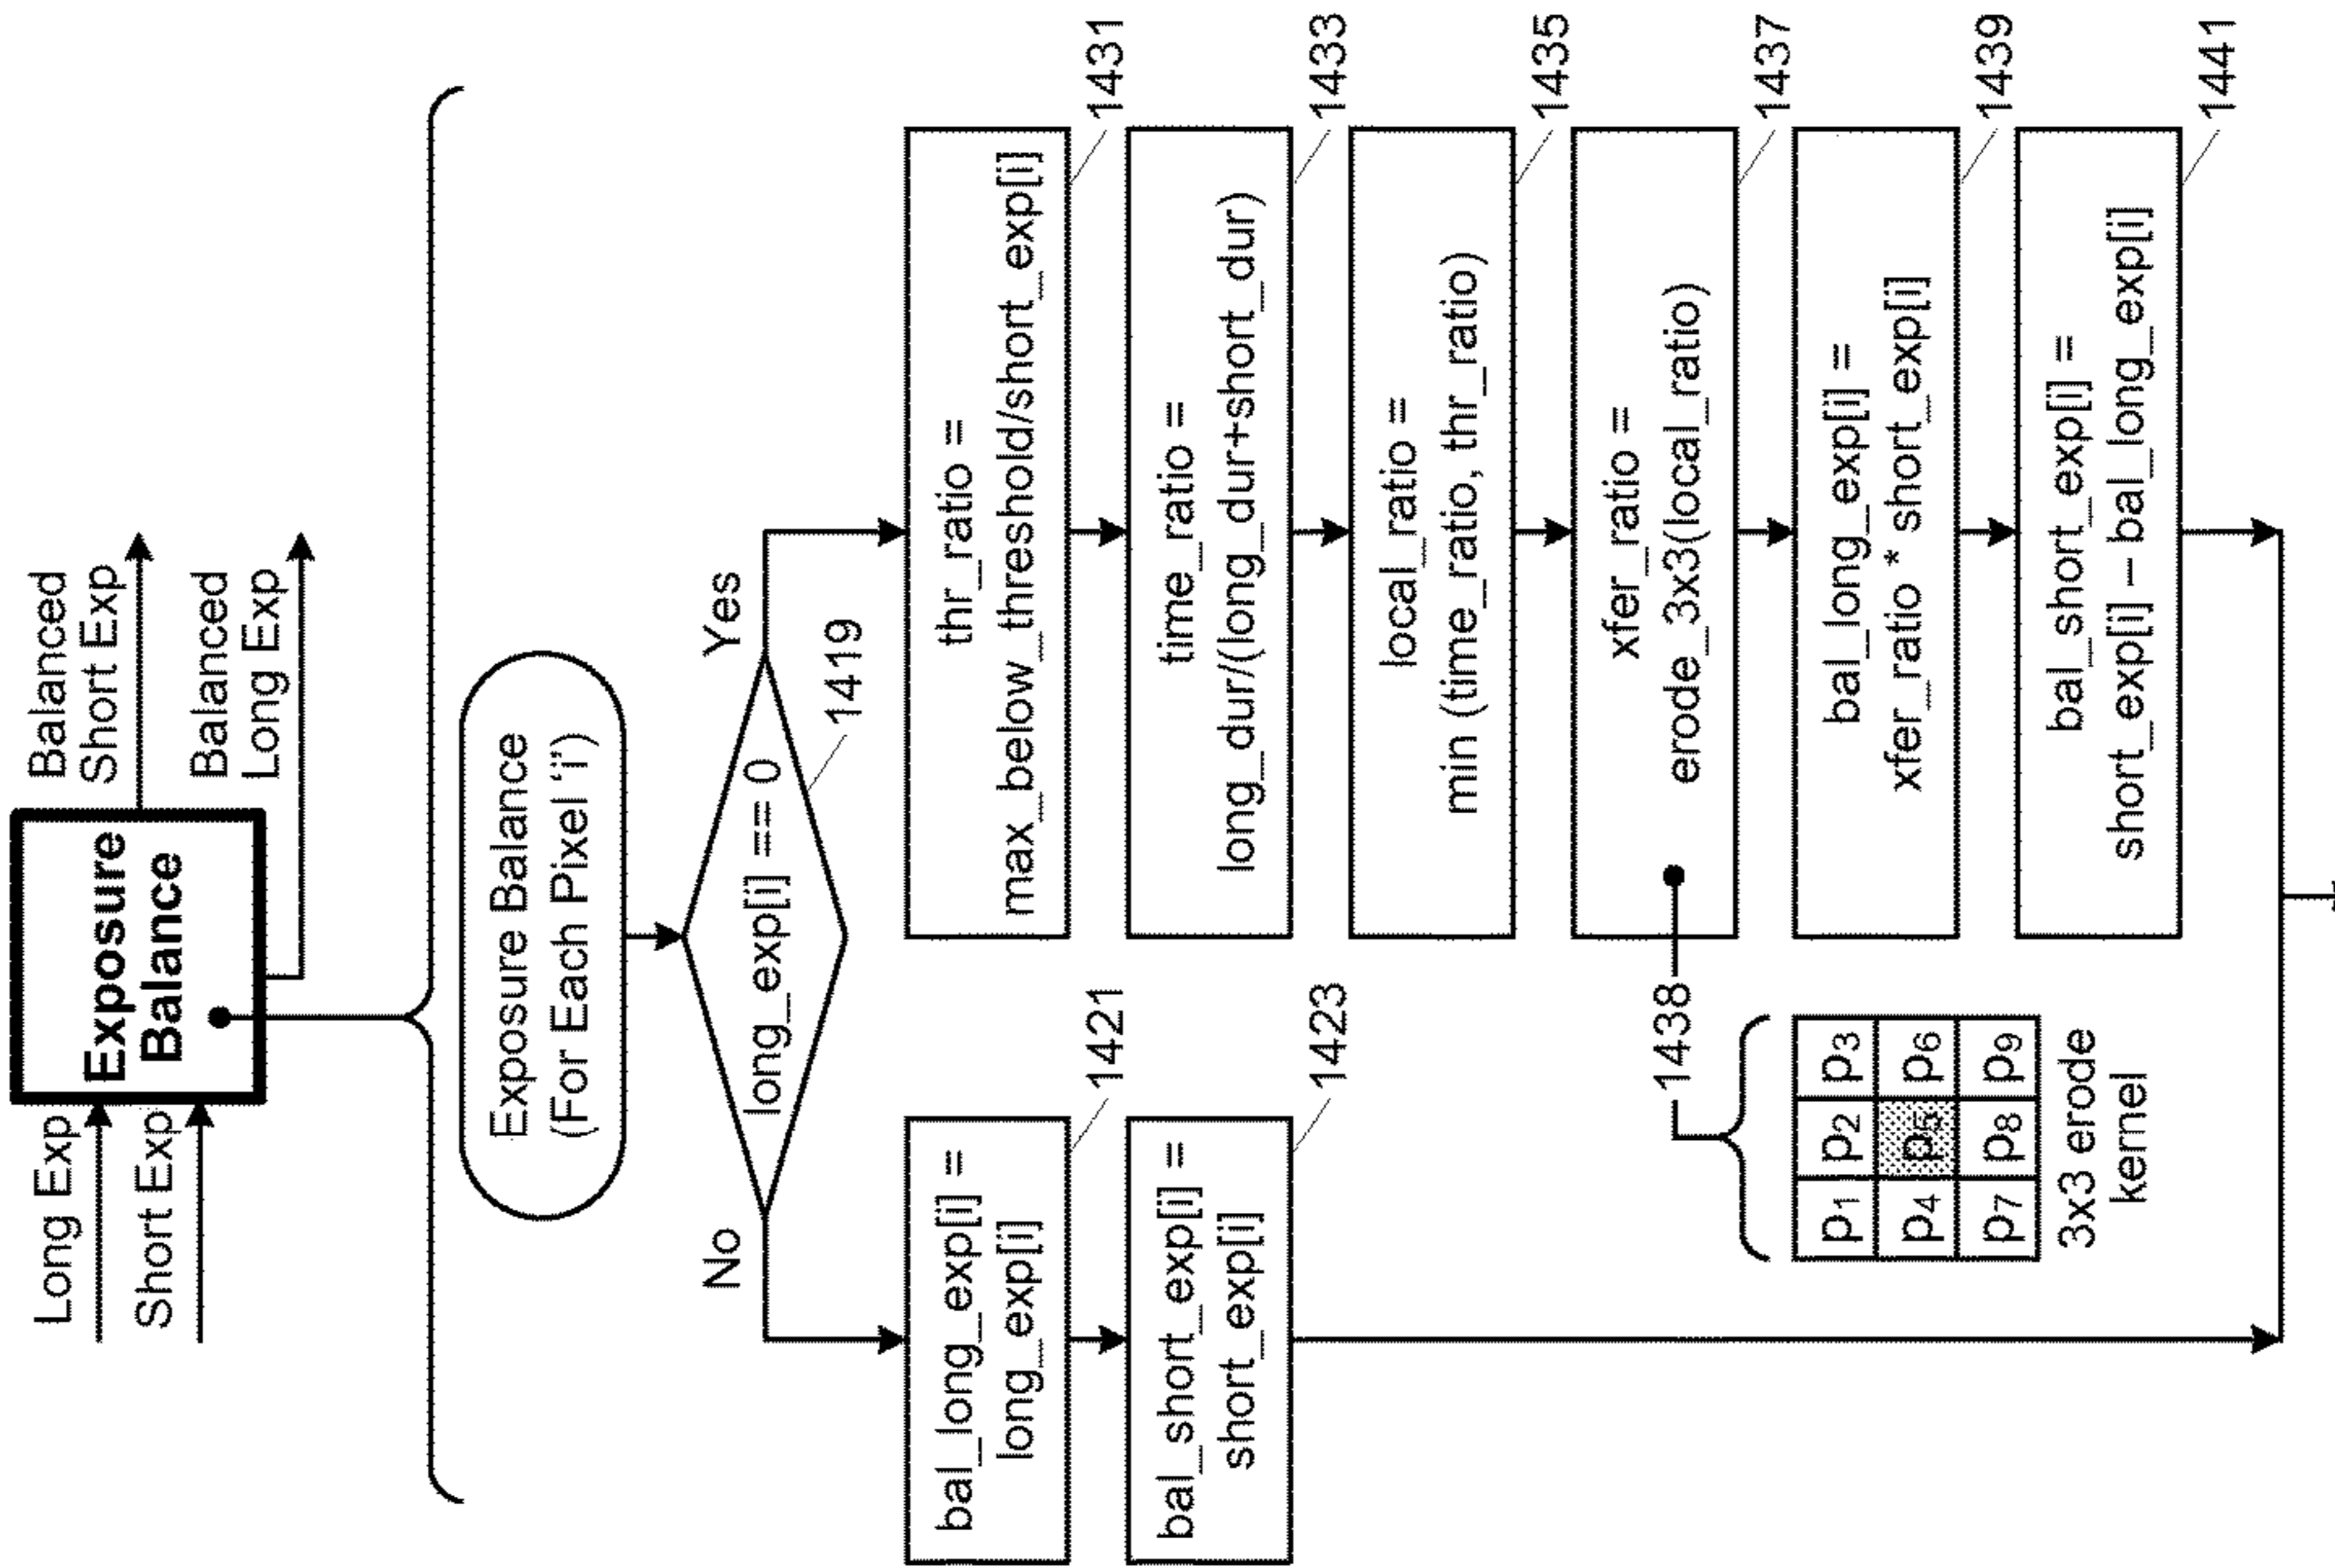 Long Exp
Short Exp
Exposure
Balance
Balanced
Short Exp
Balanced
Long Exp
Exposure Balance
(For Each Pixel ‘i’)
long_exp[i] == 0
1419
No
Yes
bal_long_exp[i] =
long_exp[i]
1421
bal_short_exp[i] =
short_exp[i]
1423
thr_ratio =
max_below_threshold/short_exp[i]
1431
time_ratio =
long_dur/(long_dur+short_dur)
1433
local_ratio =
min (time_ratio, thr_ratio)
1435
xfer_ratio =
erode_3x3(local_ratio)
1437
1438
p1 p2 p3
p4 p5 p6
p7 p8 p9
3x3 erode
kernel
bal_long_exp[i] =
xfer_ratio * short_exp[i]
1439
bal_short_exp[i] =
short_exp[i] – bal_long_exp[i]
1441